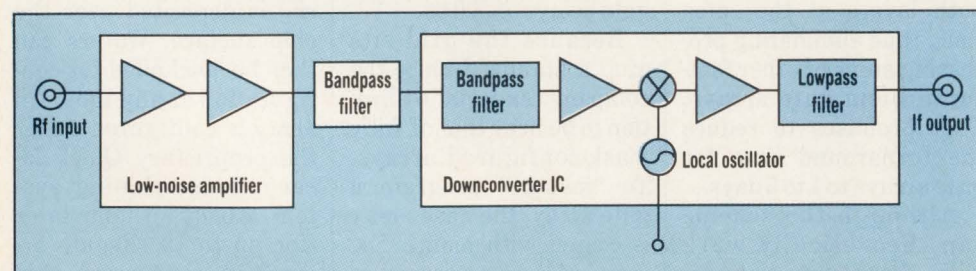 Rf input
Low-noise amplifier
Bandpass
filter
Bandpass
filter
Downconverter IC
Local oscillator
Lowpass
filter
If output